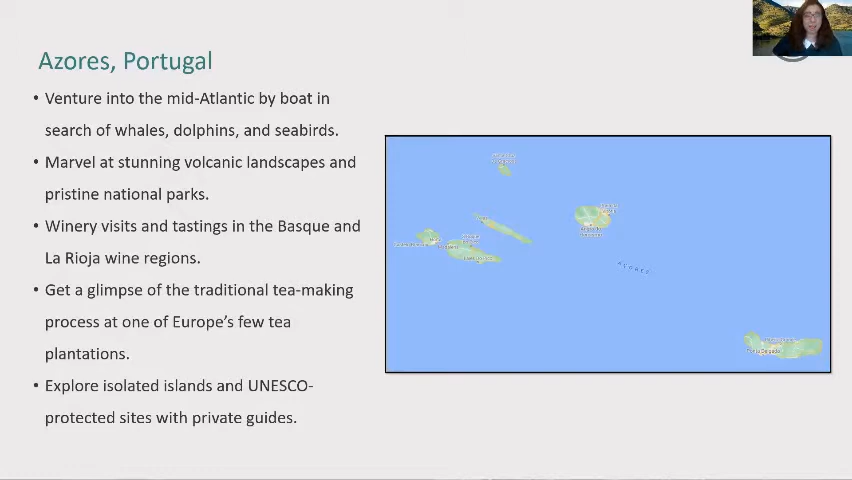 Azores, Portugal
• Venture into the mid-Atlantic by boat in
search of whales, dolphins, and seabirds.
• Marvel at stunning volcanic landscapes and
pristine national parks.
• Winery visits and tastings in the Basque and
La Rioja wine regions.
• Get a glimpse of the traditional tea-making
process at one of Europe’s few tea
plantations.
• Explore isolated islands and UNESCO-
protected sites with private guides.
AZORES
Ponta Delgada